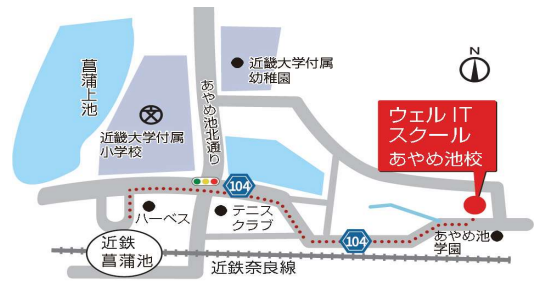 菖蒲上池
近畿大学付属
小学校
あやめ池北通り
近畿大学付属
幼稚園
N
ウェル IT
スクール
あやめ池校
104
ハーベス
テニス
クラブ
104
あやめ池
学園
近鉄
菖蒲池
近鉄奈良線